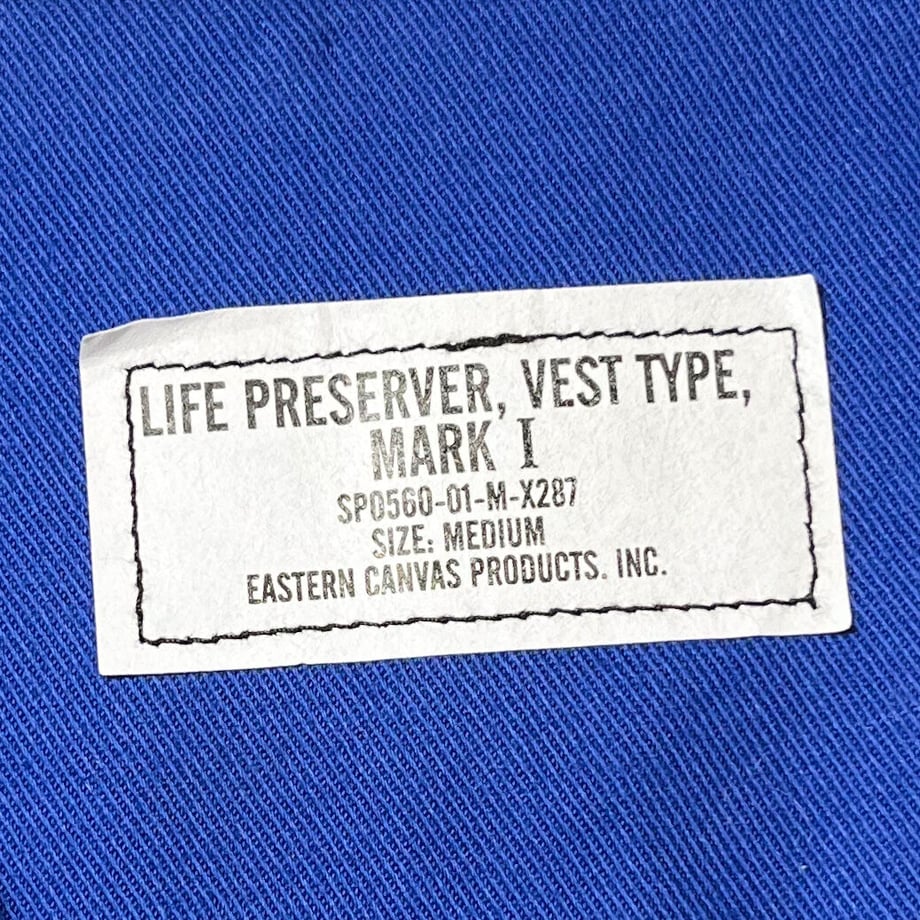 LIFE PRESERVER, VEST TYPE,
MARK I
SP0560-01-M-X287
SIZE: MEDIUM
EASTERN CANVAS PRODUCTS. INC.